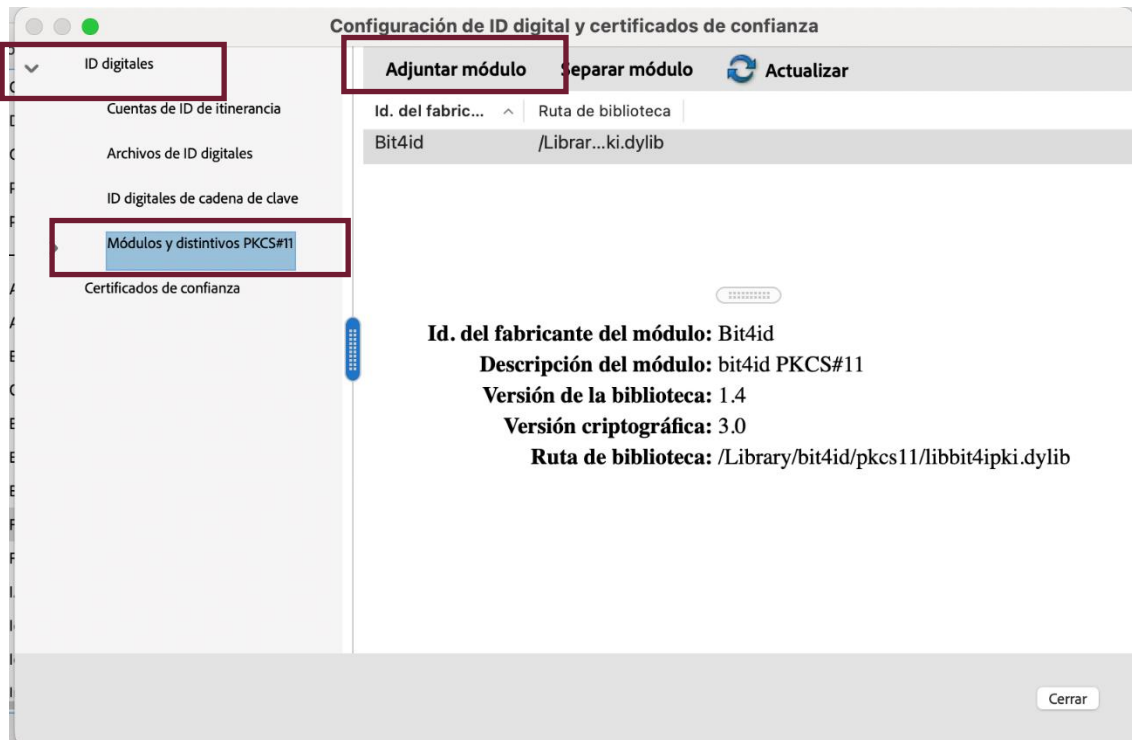 Configuración de ID digital y certificados de confianza
ID digitales
Cuentas de ID de itinerancia
Archivos de ID digitales
ID digitales de cadena de clave
Módulos y distintivos PKCS#11
Certificados de confianza
Adjuntar módulo Separar módulo Actualizar
Id. del fabric... Ruta de biblioteca
Bit4id /Librar...ki.dylib
Id. del fabricante del módulo: Bit4id
Descripción del módulo: bit4id PKCS#11
Versión de la biblioteca: 1.4
Versión criptográfica: 3.0
Ruta de biblioteca: /Library/bit4id/pkcs11/libbit4ipki.dylib
Cerrar